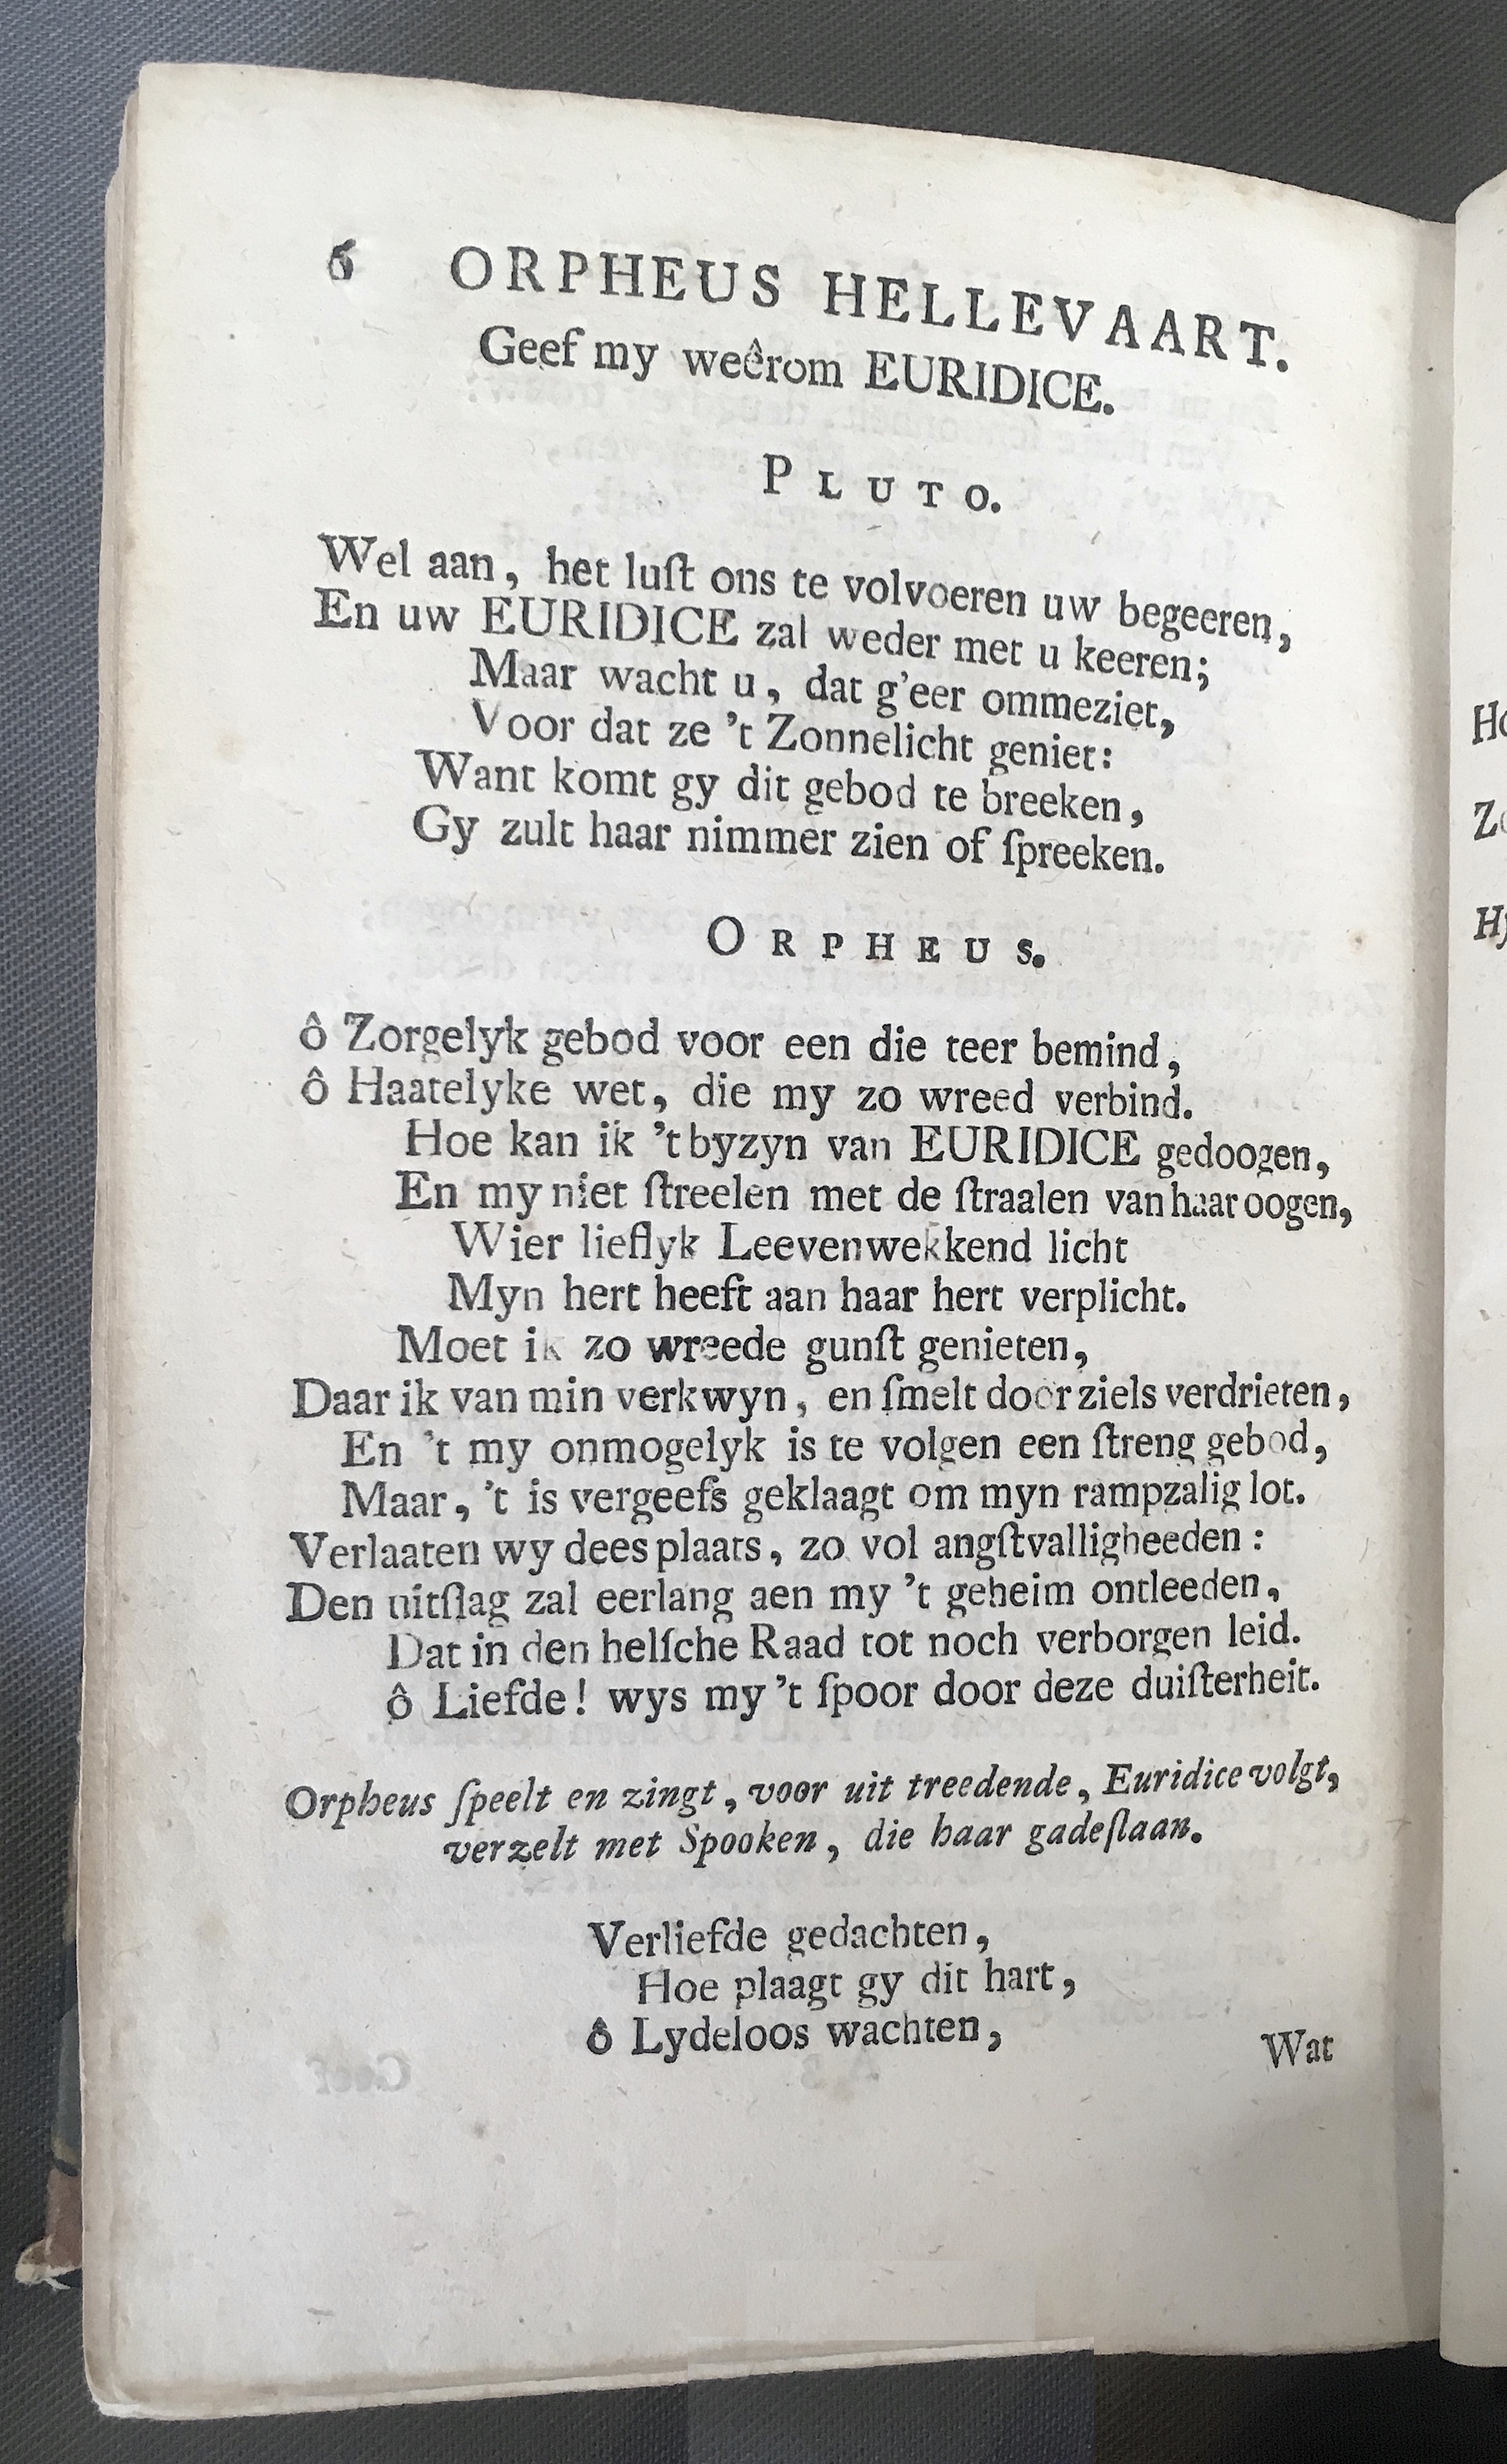 6 ORPHEUS HELLEVAART.
Geef my weêrom EURIDICE.
PLUTO.
Wel aan, het luſt ons te volvoeren uw begeeren,
En uw EURIDICE zal weder met u keeren;
Maar wacht u, dat g'eer ommeziet,
Voor dat ze 't Zonnelicht geniet:
Want komt gy dit gebod te breeken,
Gy zult haar nimmer zien of ſpreeken.
ORPHEUS.
ô Zorgelyk gebod voor een die teer bemind,
ô Haatelyke wet, die my zo wreed verbind.
Hoe kan ik 't byzyn van EURIDICE gedoogen,
En my niet ſtreelen met de ſtraalen van haar oogen,
Wier lieflyk Leevenwekkend licht
Myn hert heeft aan haar hert verplicht.
Moet ik zo wreede gunſt genieten,
Daar ik van min verkwyn, en ſmelt door ziels verdrieten,
En 't my onmogelyk is te volgen een ſtreng gebod,
Maar, 't is vergeefs geklaagt om myn rampzalig lot.
Verlaaten wy dees plaats, zo vol angſtvalligheeden:
Den uitſlag zal eerlang aen my 't geheim ontleeden,
Dat in den helſche Raad tot noch verborgen leid.
ô Liefde! wys my 't ſpoor door deze duiſterheit.
Orpheus ſpeelt en zingt, voor uit treedende, Euridice volgt,
verzelt met Spooken, die haar gadeſlaan.
Verliefde gedachten,
Hoe plaagt gy dit hart,
ô Lydeloos wachten,
Wat